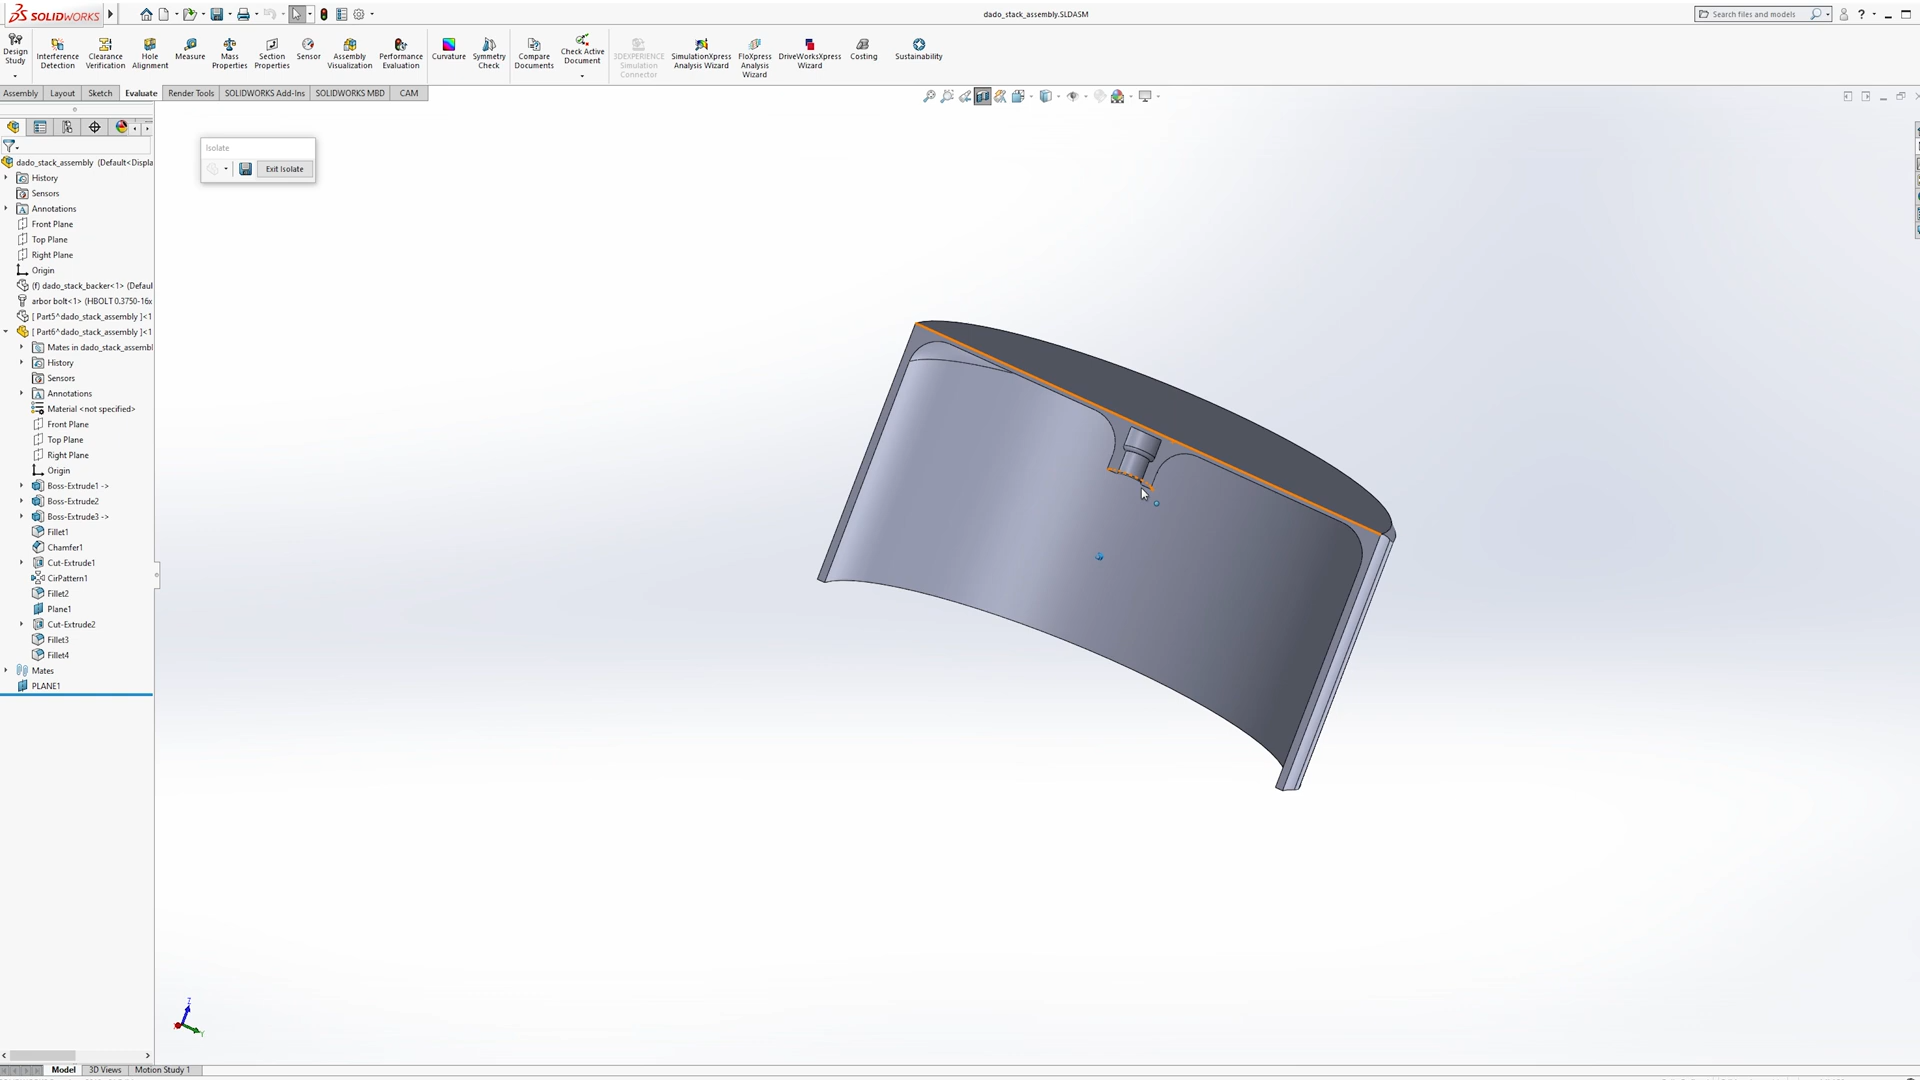 SOLIDWORKS
dado_stack_assembly.SLDASM
Search files and models
?
Design Study
Interference Detection
Clearance Verification
Hole Alignment
Measure
Mass Properties
Section Properties
Sensor
Assembly Visualization
Performance Evaluation
Curvature
Symmetry Check
Compare Documents
Check Active Document
3DEXPERIENCE Simulation Connector
SimulationXpress Analysis Wizard
FloXpress Analysis Wizard
DriveWorksXpress Wizard
Costing
Sustainability
Assembly
Layout
Sketch
Evaluate
Render Tools
SOLIDWORKS Add-Ins
SOLIDWORKS MBD
CAM
Isolate
Exit Isolate
dado_stack_assembly (Default<Displa
History
Sensors
Annotations
Front Plane
Top Plane
Right Plane
Origin
(f) dado_stack_backer<1> (Defaul
arbor bolt<1> (HBOLT 0.3750-16x
[ Part5^dado_stack_assembly ]<1
[ Part6^dado_stack_assembly ]<1
Mates in dado_stack_assembl
History
Sensors
Annotations
Material <not specified>
Front Plane
Top Plane
Right Plane
Origin
Boss-Extrude1 ->
Boss-Extrude2
Boss-Extrude3 ->
Fillet1
Chamfer1
Cut-Extrude1
CirPattern1
Fillet2
Plane1
Cut-Extrude2
Fillet3
Fillet4
Mates
PLANE1
Z
Y
Model
3D Views
Motion Study 1